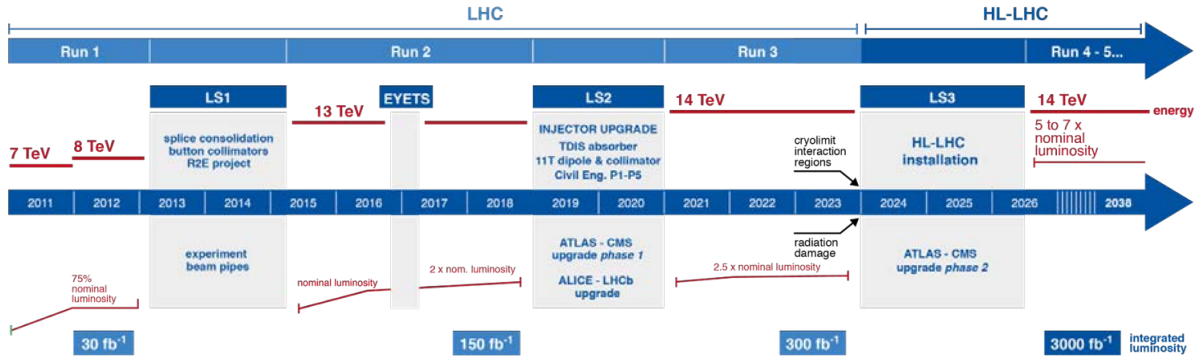 LHC
HL-LHC
Run 1
Run 2
Run 3
Run 4 - 5...
LS1
EYETS
LS2
LS3
13 TeV
14 TeV
14 TeV
energy
splice consolidation
button collimators
R2E project
INJECTOR UPGRADE
TDIS absorber
11T dipole & collimator
Civil Eng. P1-P5
cryolimit
interaction
regions
HL-LHC
installation
5 to 7 x
nominal
luminosity
7 TeV
8 TeV
2011
2012
2013
2014
2015
2016
2017
2018
2019
2020
2021
2022
2023
2024
2025
2026
2038
experiment
beam pipes
ATLAS - CMS
upgrade phase 1
ALICE - LHCb
upgrade
radiation
damage
ATLAS - CMS
upgrade phase 2
75%
nominal
luminosity
nominal luminosity
2 x nom. luminosity
2.5 x nominal luminosity
30 fb⁻¹
150 fb⁻¹
300 fb⁻¹
3000 fb⁻¹
integrated
luminosity